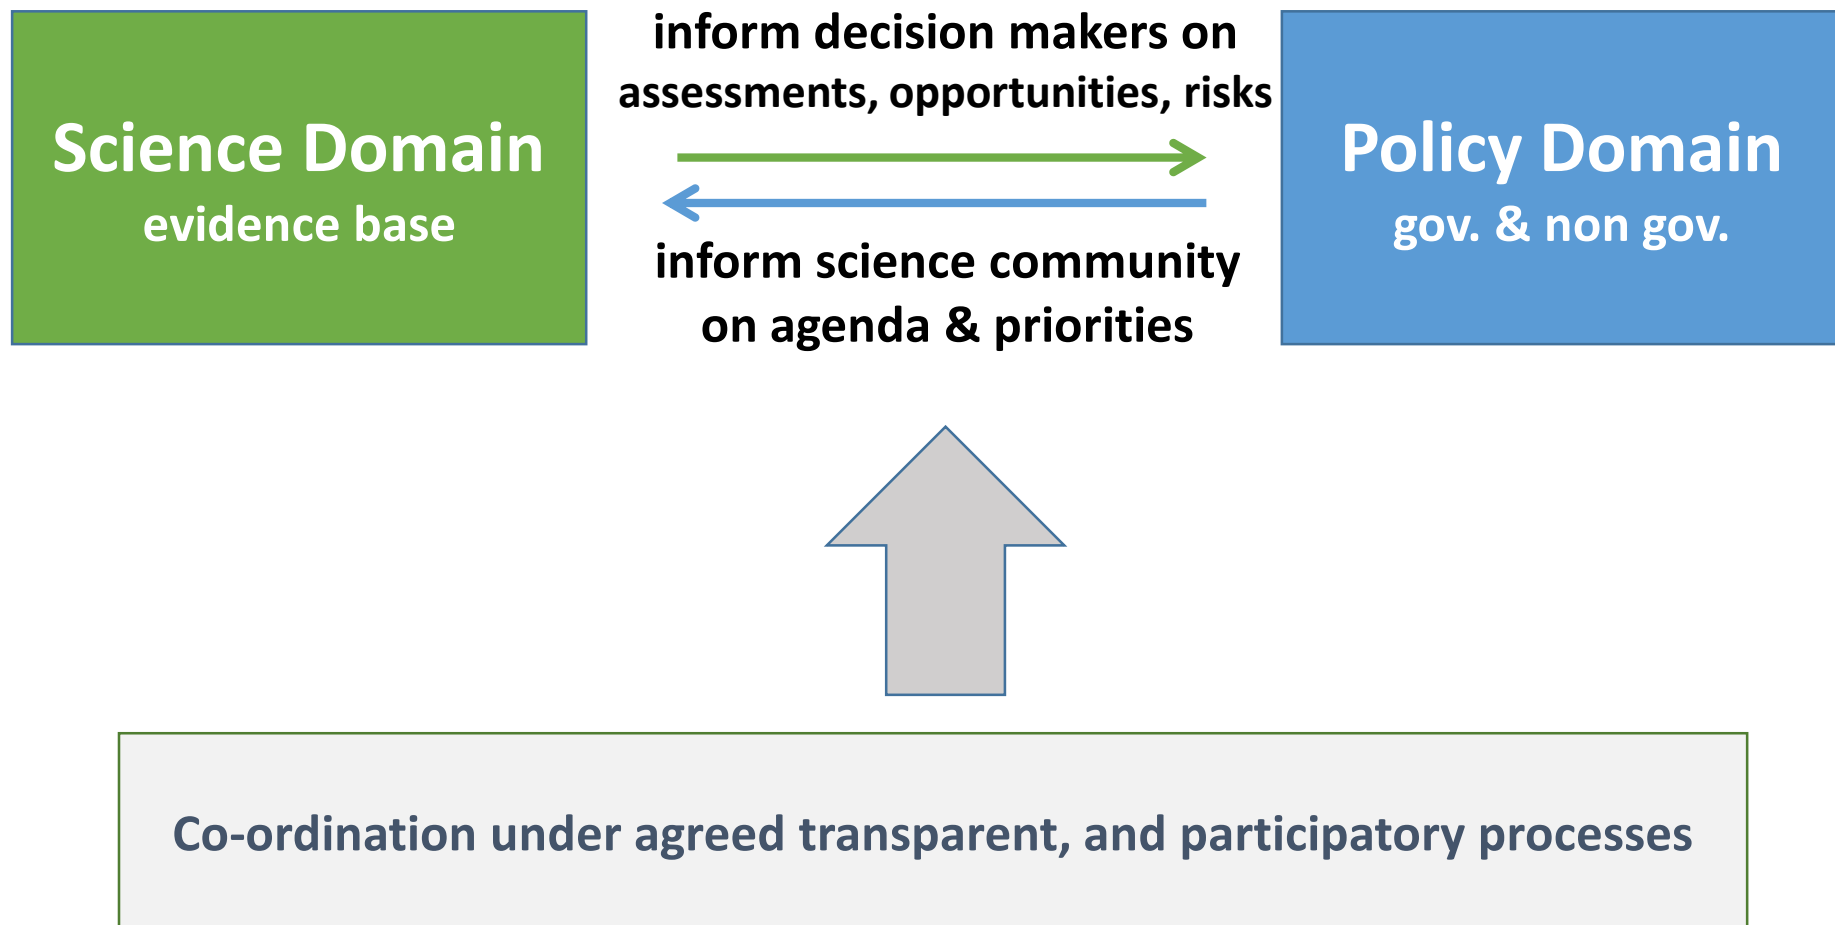 Science Domain
evidence base
inform decision makers on
assessments, opportunities, risks
inform science community
on agenda & priorities
Policy Domain
gov. & non gov.
Co-ordination under agreed transparent, and participatory processes